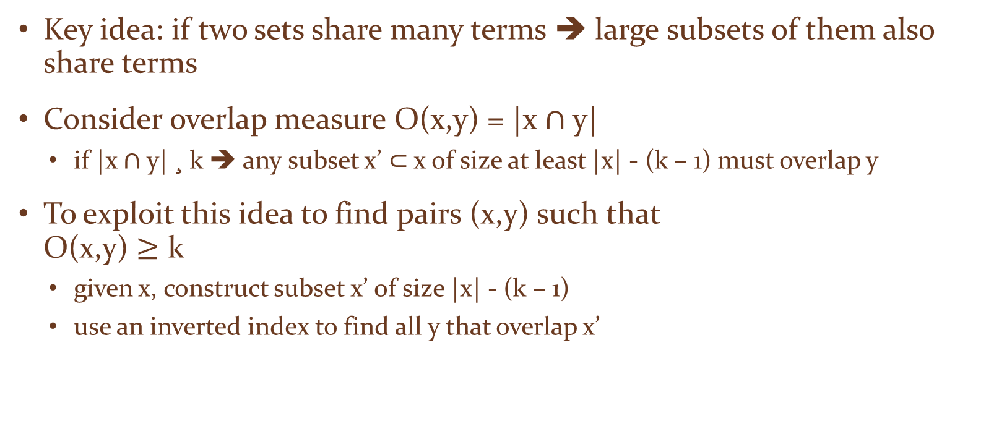 • Key idea: if two sets share many terms ➔ large subsets of them also
share terms
• Consider overlap measure O(x,y) = |x ∩ y|
• if |x ∩ y| ¸ k ➔ any subset x’ ⊂ x of size at least |x| - (k – 1) must overlap y
• To exploit this idea to find pairs (x,y) such that
O(x,y) ≥ k
• given x, construct subset x’ of size |x| - (k – 1)
• use an inverted index to find all y that overlap x’